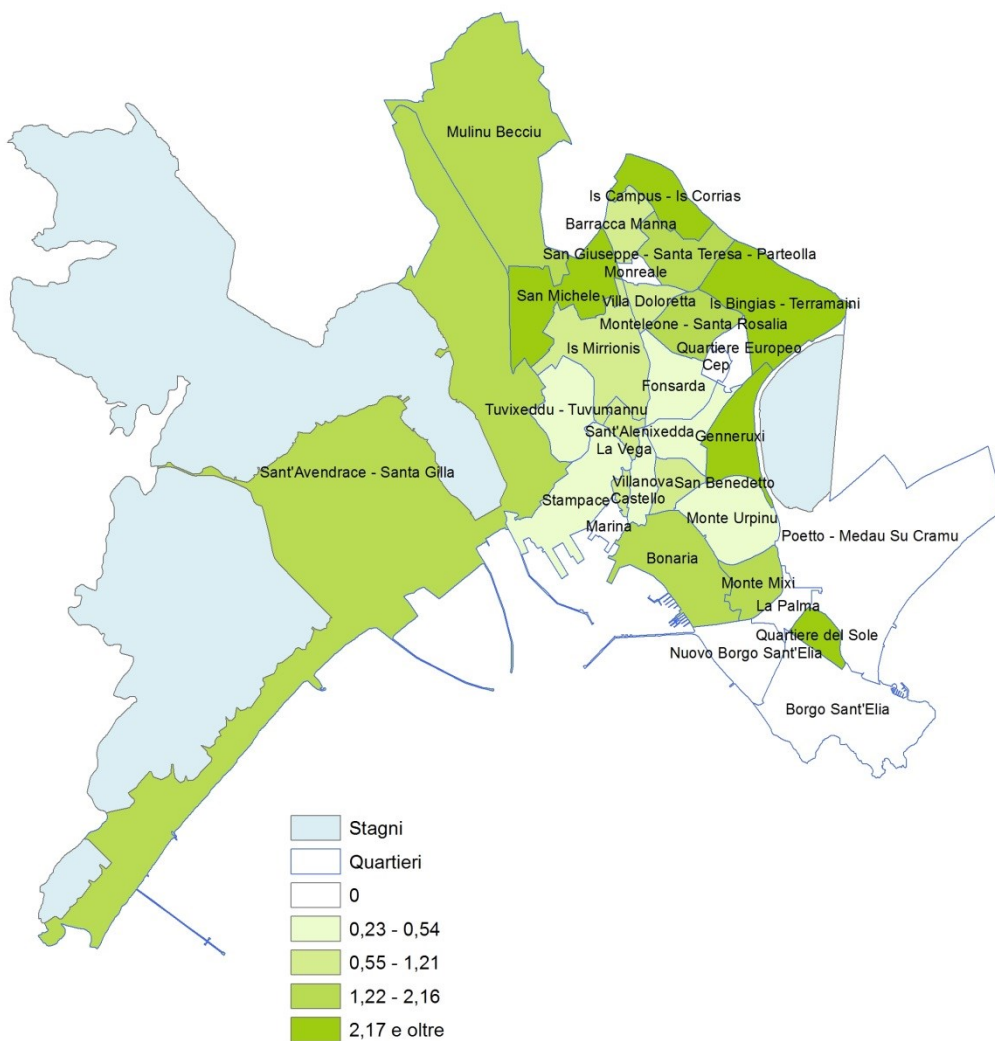 Mulinu Becciu
Is Campus - Is Corrias
Barracca Manna
San Giuseppe - Santa Teresa - Parteolla
Monreale
San Michele
Villa Doloretta
Is Bingias - Terramaini
Monteleone - Santa Rosalia
Is Mirrionis
Quartiere Europeo
Cep
Fonsarda
Tuvixeddu - Tuvumannu
Sant'Alenixedda
Genneruxi
La Vega
Sant'Avendrace - Santa Gilla
Villanova
San Benedetto
Stampace
Castello
Monte Urpinu
Marina
Poetto - Medau Su Cramu
Bonaria
Monte Mixi
La Palma
Quartiere del Sole
Nuovo Borgo Sant'Elia
Borgo Sant'Elia
Stagni
Quartieri
0
0,23 - 0,54
0,55 - 1,21
1,22 - 2,16
2,17 e oltre